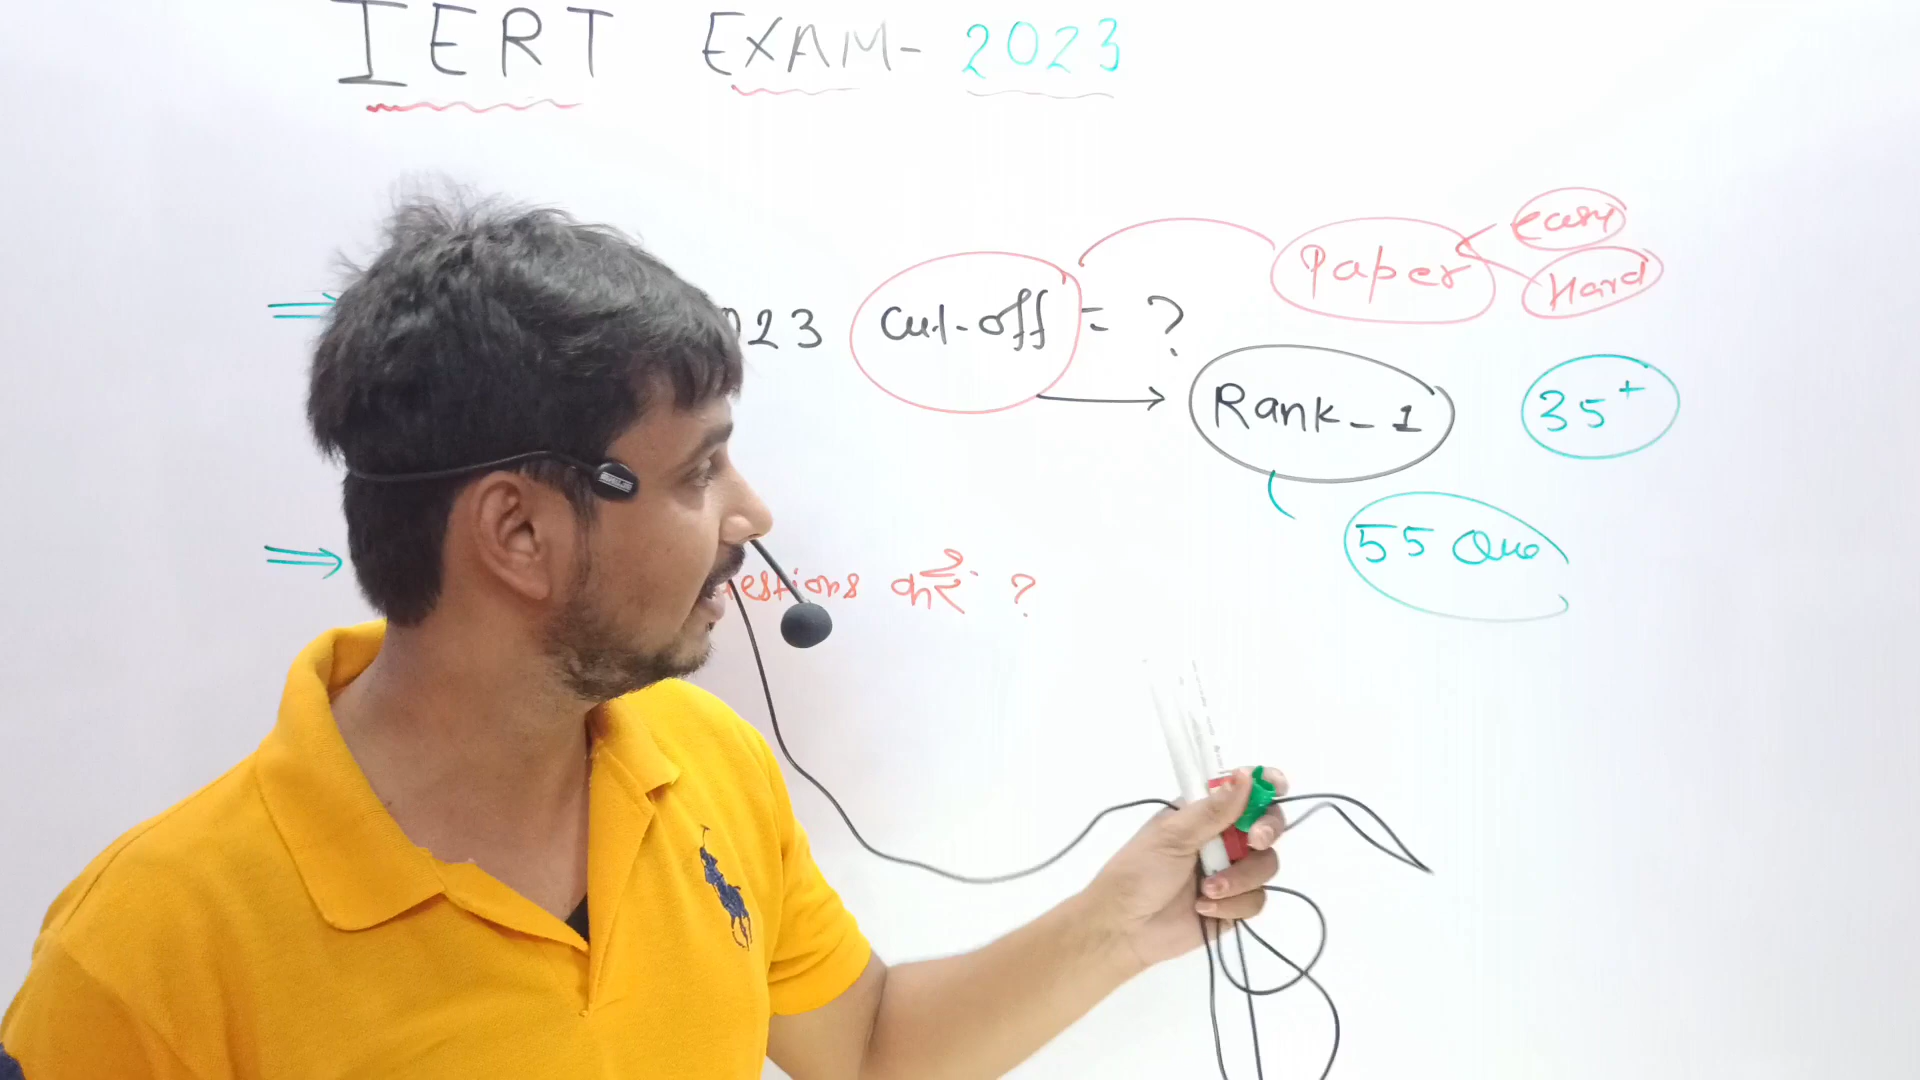 IERT EXAM- 2023
easy
Paper
Hard
023 Cut-off = ?
Rank-1 35+
55 Que
estions करें ?